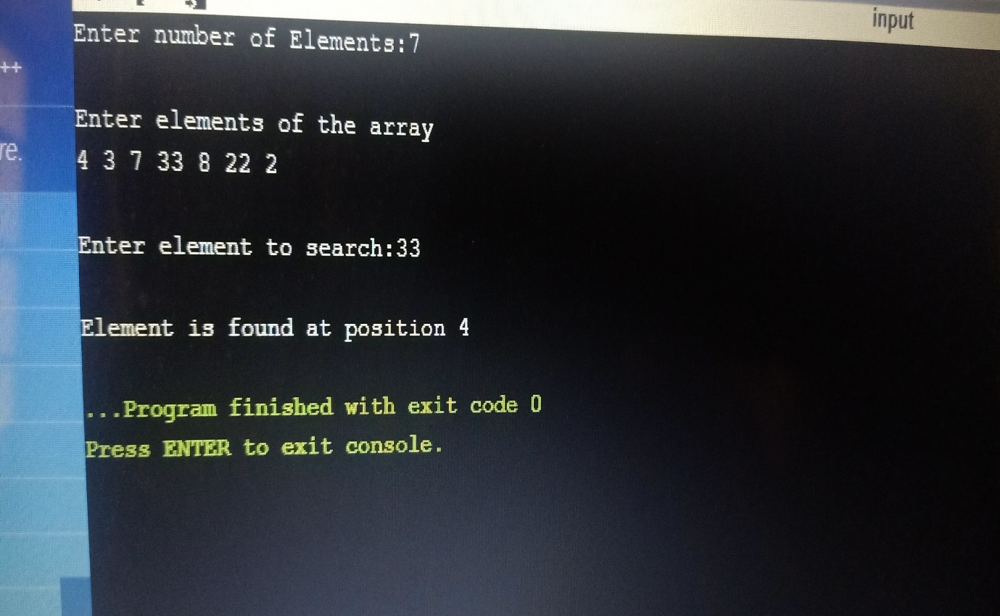 input
Enter number of Elements:7
++
Enter elements of the array
4 3 7 33 8 22 2
Enter element to search:33
Element is found at position 4
...Program finished with exit code 0
Press ENTER to exit console.